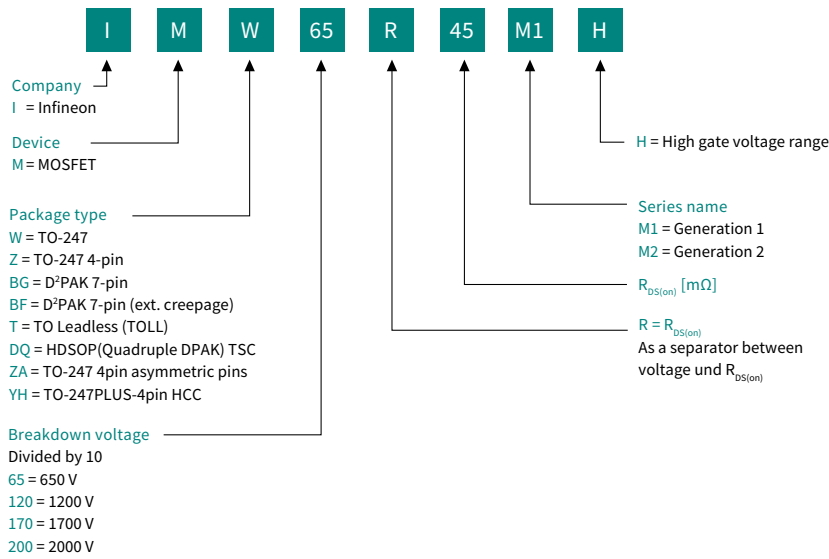 I M W 65 R 45 M1 H
Company
I = Infineon
Device
M = MOSFET
Package type
W = TO-247
Z = TO-247 4-pin
BG = D²PAK 7-pin
BF = D²PAK 7-pin (ext. creepage)
T = TO Leadless (TOLL)
DQ = HDSOP(Quadruple DPAK) TSC
ZA = TO-247 4pin asymmetric pins
YH = TO-247PLUS-4pin HCC
Breakdown voltage
Divided by 10
65 = 650 V
120 = 1200 V
170 = 1700 V
200 = 2000 V
H = High gate voltage range
Series name
M1 = Generation 1
M2 = Generation 2
RDS(on) [mΩ]
R = RDS(on)
As a separator between
voltage und RDS(on)